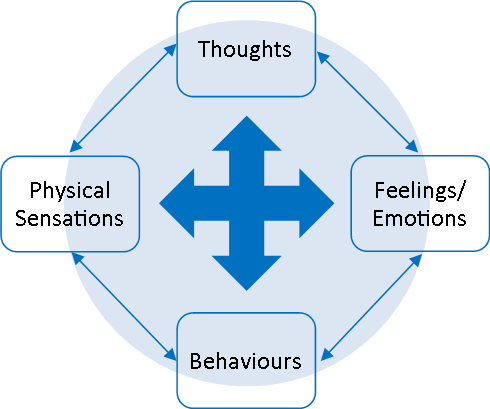 Thoughts
Physical
Sensations
Feelings/
Emotions
Behaviours